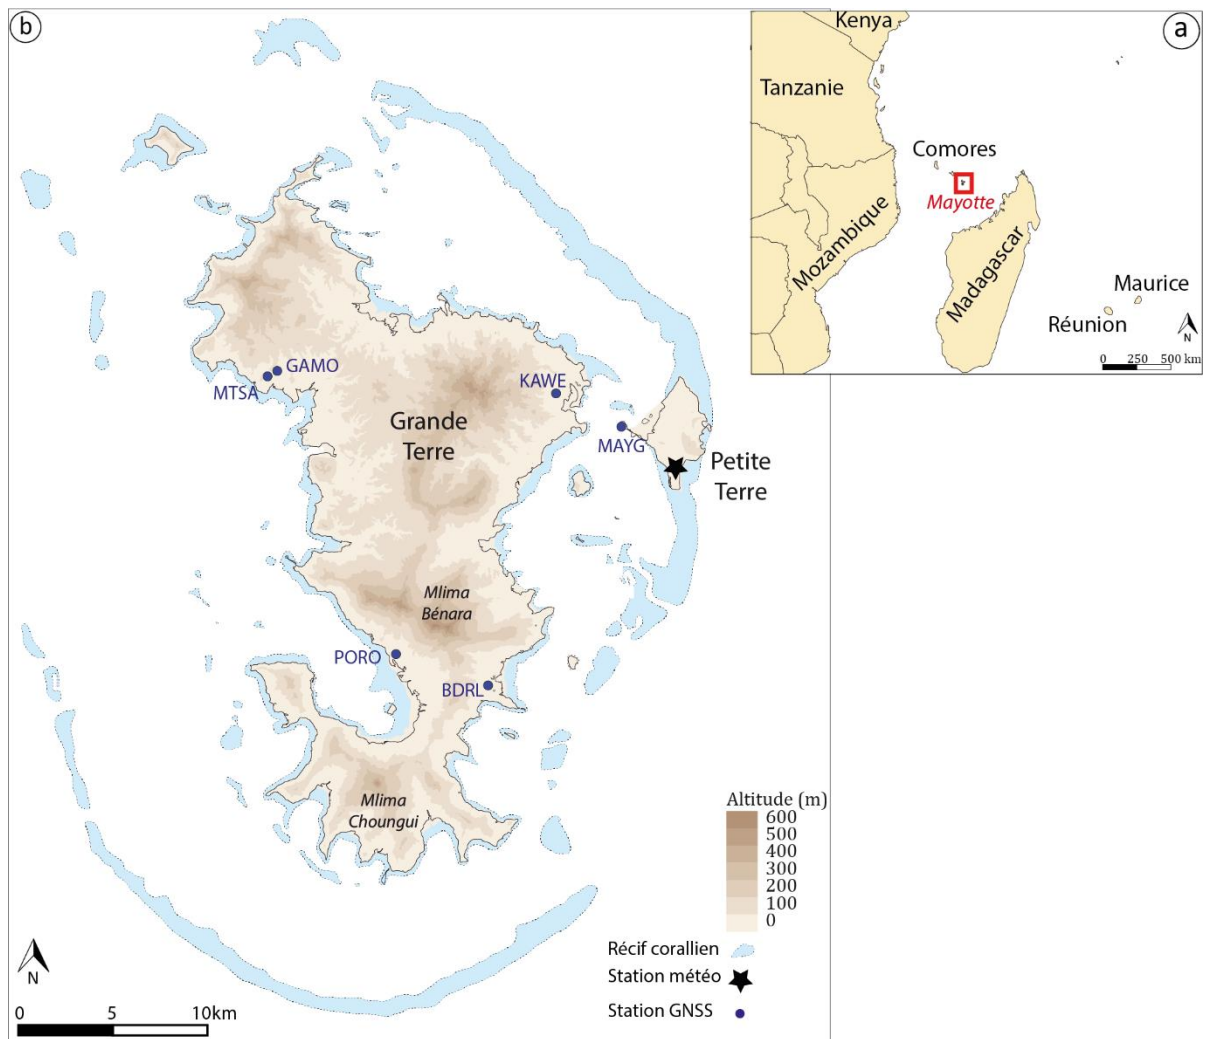 b
GAMO
MTSA
KAWE
Grande
Terre
MAYG
Petite
Terre
Mlima
Bénara
PORO
BDRL
Mlima
Choungui
Altitude (m)
600
500
400
300
200
100
0
Récif corallien
Station météo
Station GNSS
N
0 5 10km
a
Kenya
Tanzanie
Comores
Mayotte
Mozambique
Madagascar
Maurice
Réunion
N
0 250 500 km